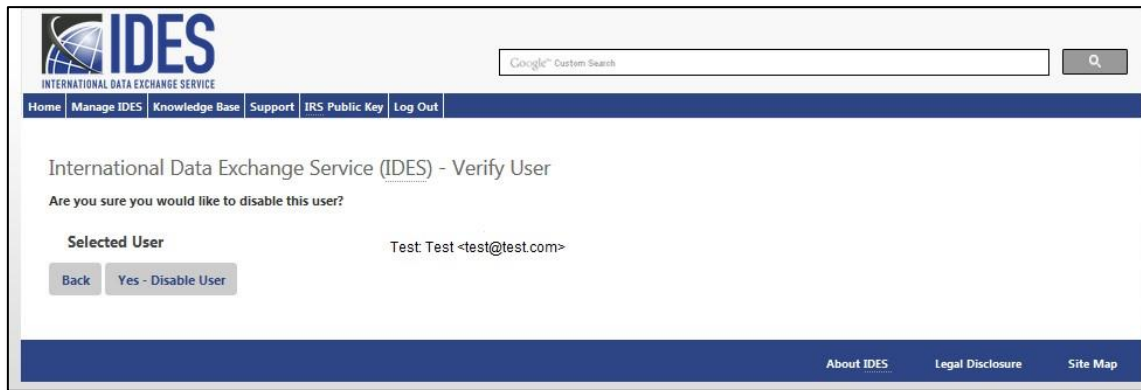 IDES
INTERNATIONAL DATA EXCHANGE SERVICE
Google™ Custom Search
Home Manage IDES Knowledge Base Support IRS Public Key Log Out
International Data Exchange Service (IDES) - Verify User
Are you sure you would like to disable this user?
Selected User Test: Test <test@test.com>
Back Yes - Disable User
About IDES Legal Disclosure Site Map